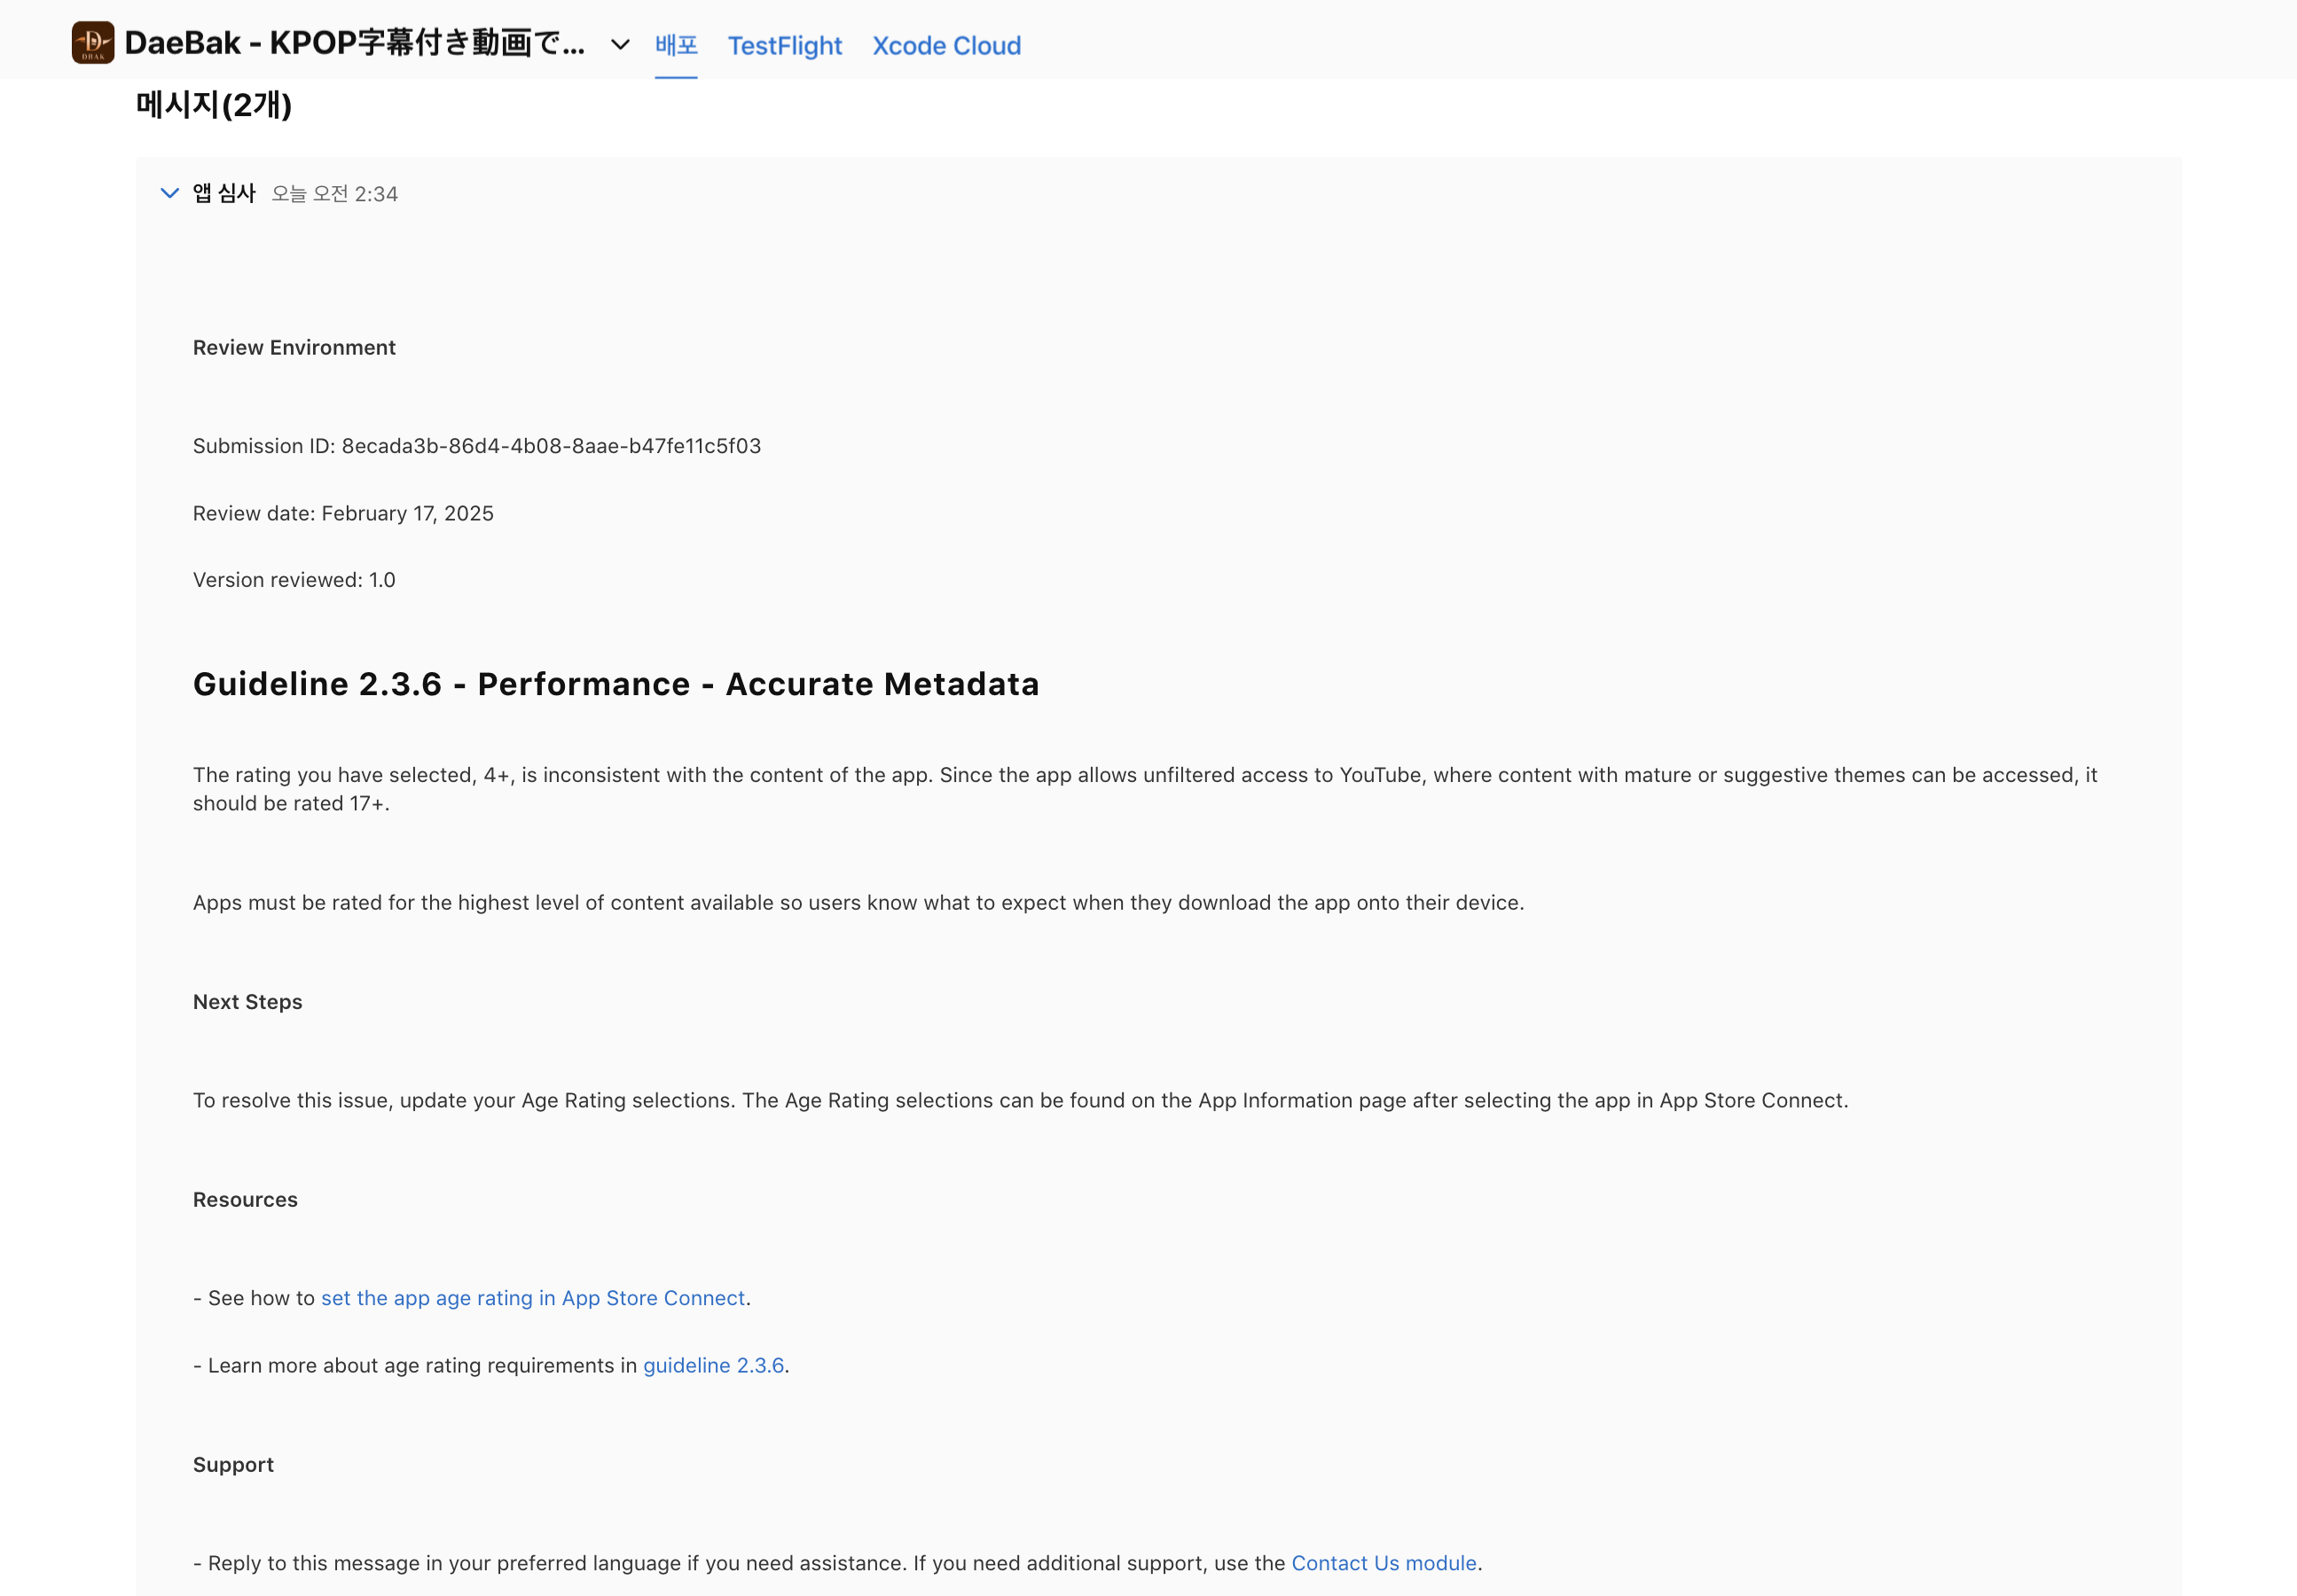 DaeBak - KPOP字幕付き動画で...
배포
TestFlight
Xcode Cloud
메시지(2개)
앱 심사 오늘 오전 2:34
Review Environment
Submission ID: 8ecada3b-86d4-4b08-8aae-b47fe11c5f03
Review date: February 17, 2025
Version reviewed: 1.0
Guideline 2.3.6 - Performance - Accurate Metadata
The rating you have selected, 4+, is inconsistent with the content of the app. Since the app allows unfiltered access to YouTube, where content with mature or suggestive themes can be accessed, it
should be rated 17+.
Apps must be rated for the highest level of content available so users know what to expect when they download the app onto their device.
Next Steps
To resolve this issue, update your Age Rating selections. The Age Rating selections can be found on the App Information page after selecting the app in App Store Connect.
Resources
- See how to set the app age rating in App Store Connect.
- Learn more about age rating requirements in guideline 2.3.6.
Support
- Reply to this message in your preferred language if you need assistance. If you need additional support, use the Contact Us module.